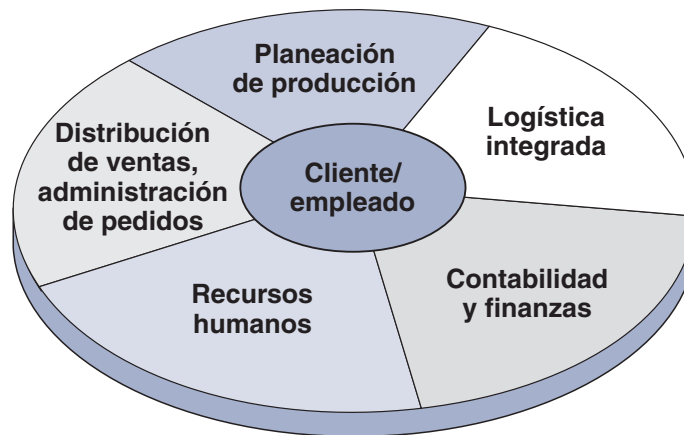 Planeación
de producción
Logística
integrada
Distribución
de ventas,
administración
de pedidos
Cliente/
empleado
Contabilidad
y finanzas
Recursos
humanos